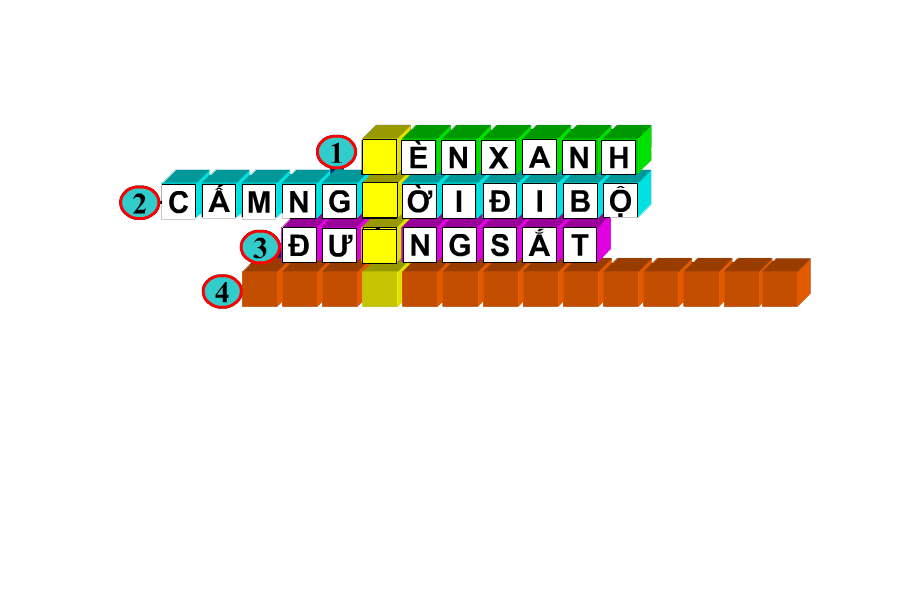 1 ÈNXANH
2 CẤMNG ỜIĐIBỘ
3 ĐƯ NGSẮT
4